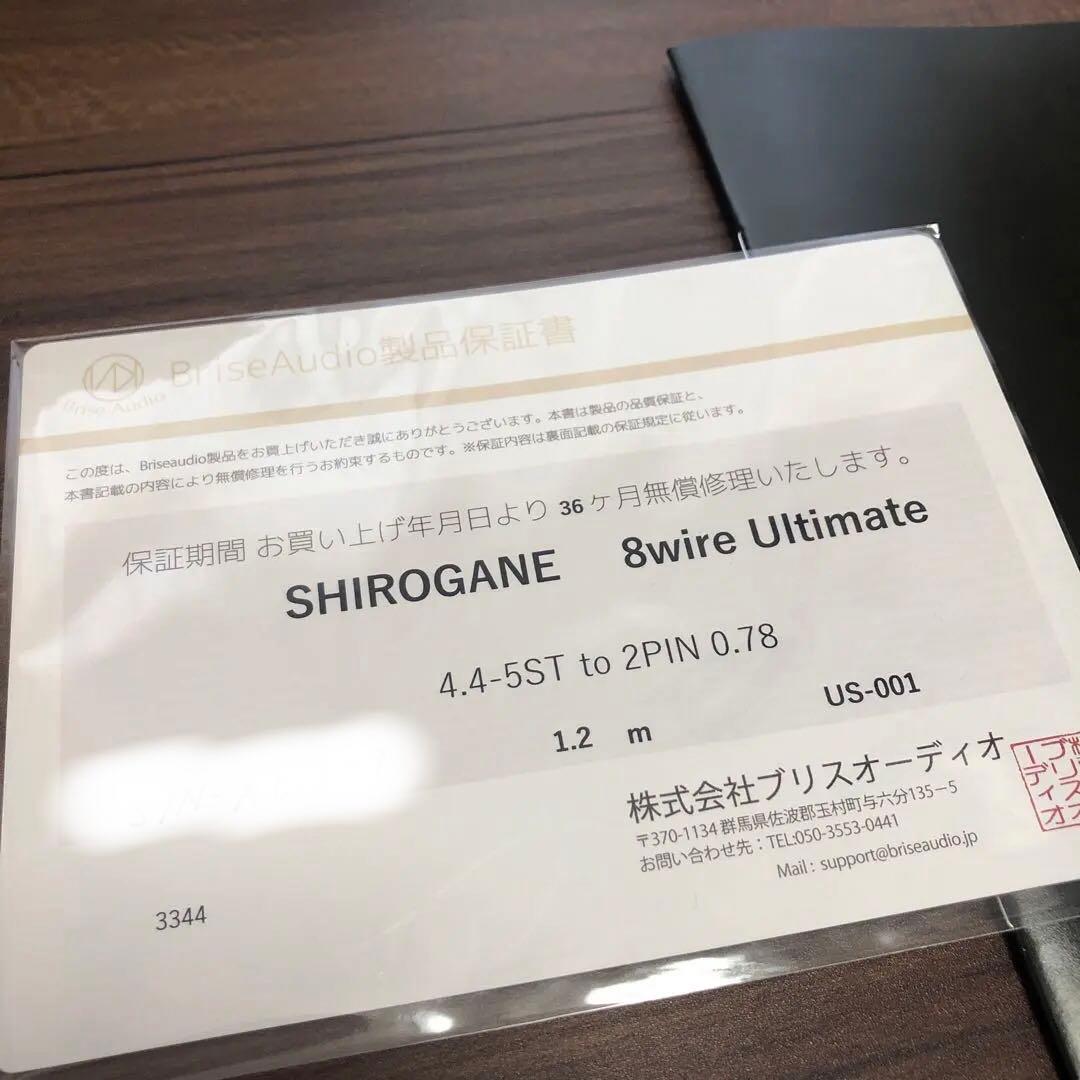 BriseAudio製品保証書
Brise Audio
この度は、Briseaudio製品をお買上げいただき誠にありがとうございます。本書は製品の品質保証と、
本書記載の内容により無償修理を行うお約束するものです。※保証内容は裏面記載の保証規定に従います。
保証期間 お買い上げ年月日より 36 ヶ月無償修理いたします。
SHIROGANE 8wire Ultimate
4.4-5ST to 2PIN 0.78
1.2 m US-001
株式会社ブリスオーディオ
〒370-1134 群馬県佐波郡玉村町与六分135-5
お問い合わせ先：TEL:050-3553-0441
Mail : support@briseaudio.jp
3344